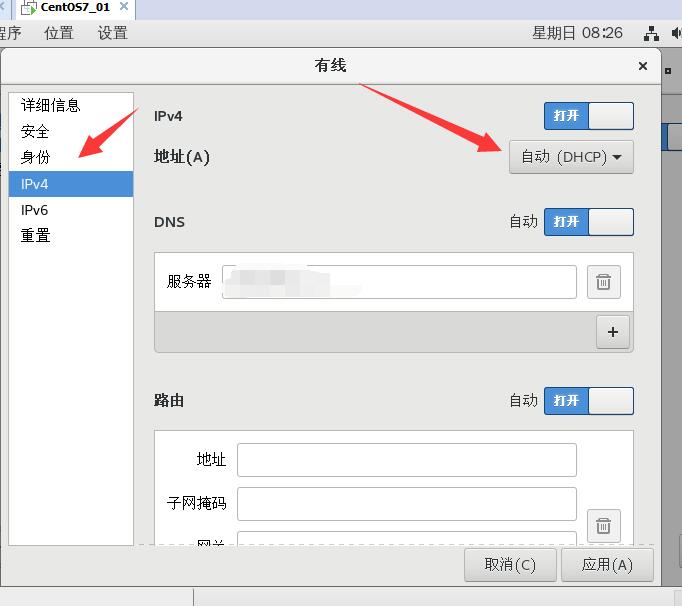 CentOS7_01
程序 位置 设置 星期日 08:26
有线
详细信息
安全
身份
IPv4
IPv6
重置
IPv4 打开
地址(A) 自动 (DHCP)
DNS 自动 打开
服务器
+
路由 自动 打开
地址
子网掩码
网关
取消(C) 应用(A)